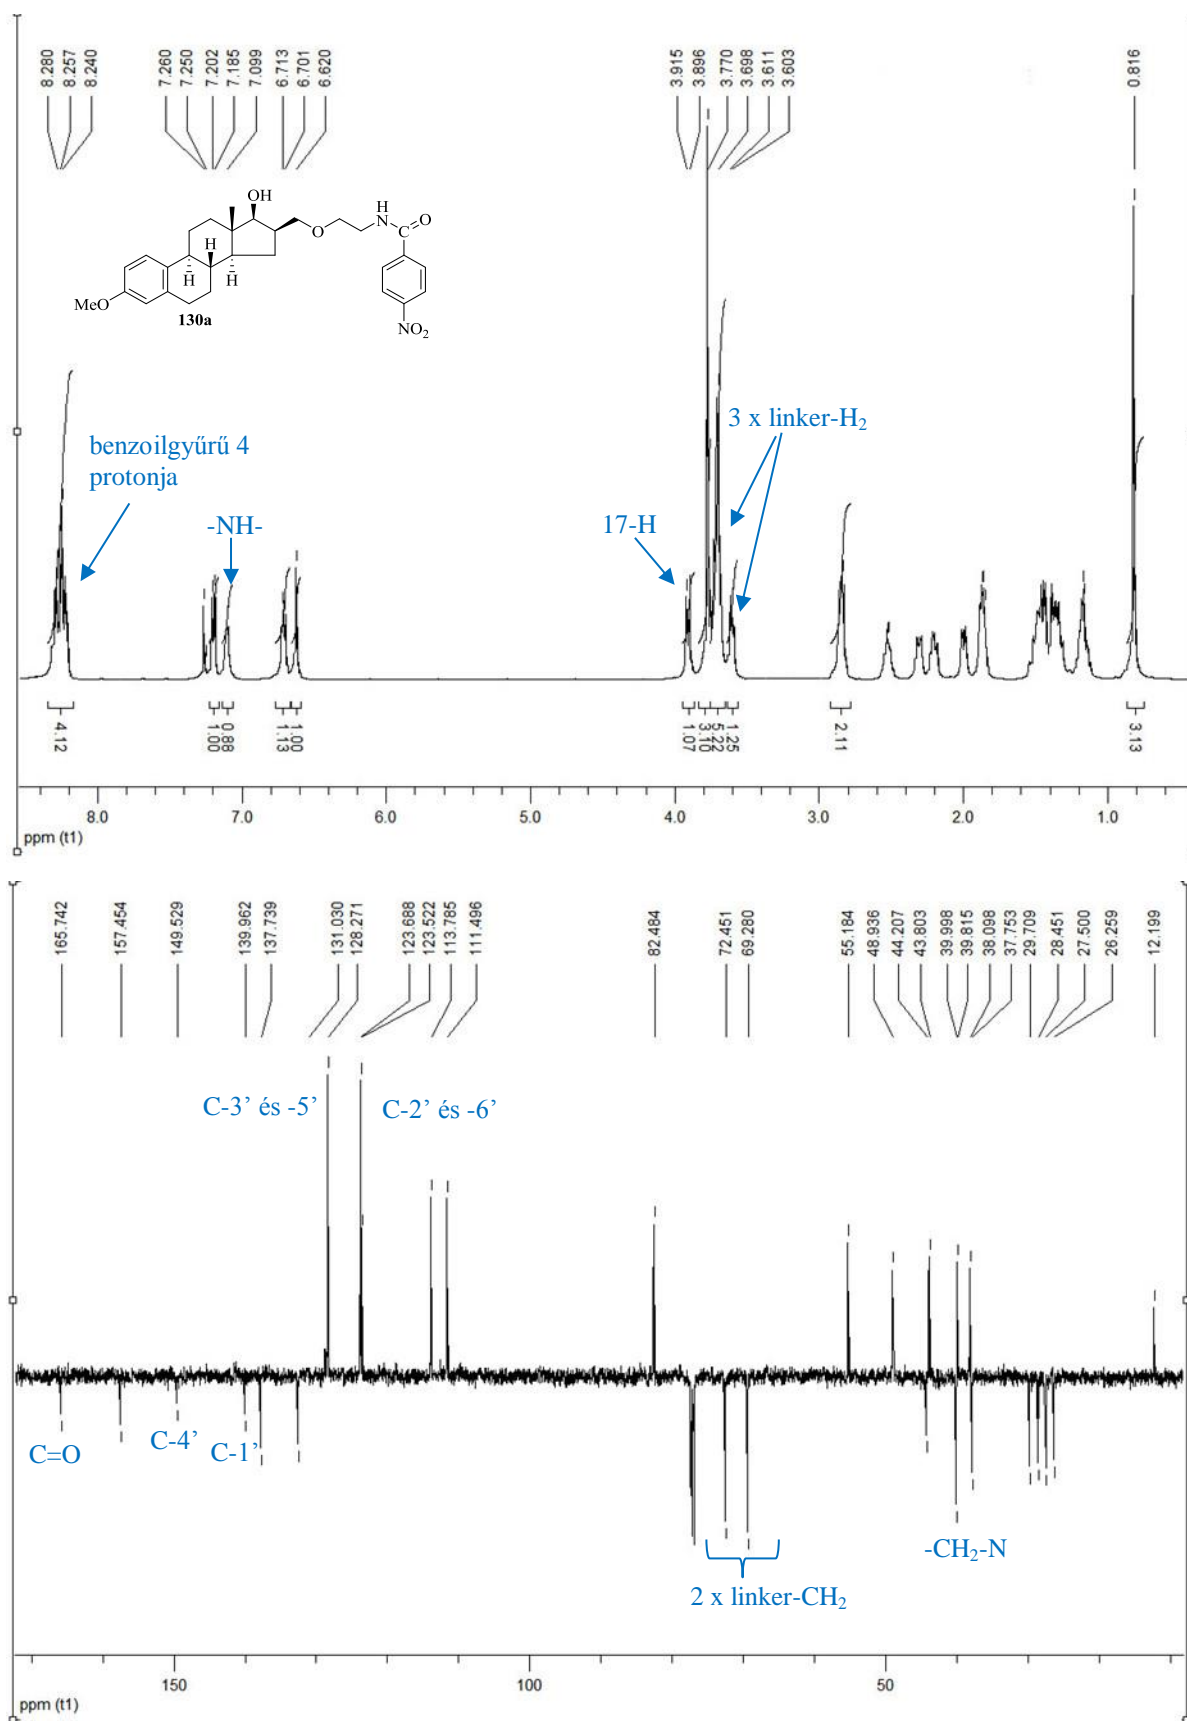 8.280
8.257
8.240
7.260
7.250
7.202
7.185
7.099
6.713
6.701
6.620
3.915
3.896
3.770
3.698
3.611
3.603
0.816
OH
H
N
O
O
C
H
H
H
MeO
NO2
130a
benzoilgyűrű 4
protonja
-NH-
17-H
3 x linker-H2
4.12
1.00
0.88
1.13
1.00
1.07
3.10
5.22
1.25
2.11
3.13
8.0
7.0
6.0
5.0
4.0
3.0
2.0
1.0
ppm (t1)
165.742
157.454
149.529
139.962
137.739
131.030
128.271
123.688
123.522
113.785
111.496
82.484
72.451
69.280
55.184
48.936
44.207
43.803
39.998
39.815
38.098
37.753
29.709
28.451
27.500
26.259
12.199
C-3’ és -5’
C-2’ és -6’
C=O
C-4’
C-1’
-CH2-N
2 x linker-CH2
150
100
50
ppm (t1)